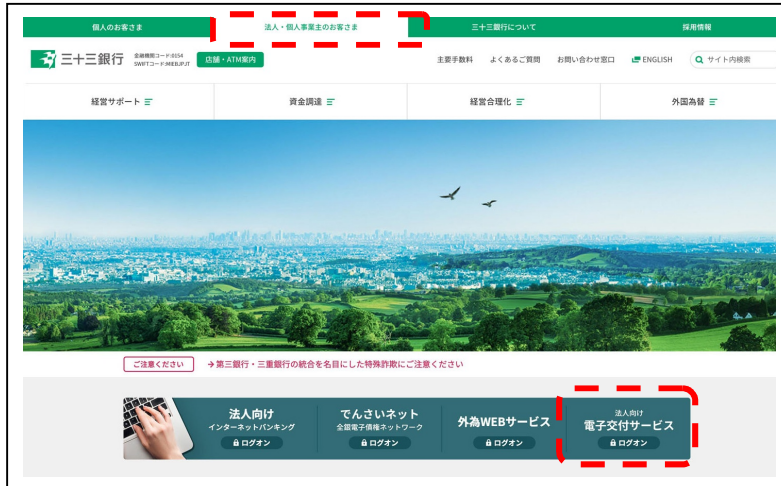 個人のお客さま
法人・個人事業主のお客さま
三十三銀行について
採用情報
三十三銀行
金融機関コード:0154
SWIFTコード:MIEBJPJT
店舗・ATM案内
主要手数料
よくあるご質問
お問い合わせ窓口
ENGLISH
サイト内検索
経営サポート
資金調達
経営合理化
外国為替
ご注意ください
→第三銀行・三重銀行の統合を名目にした特殊詐欺にご注意ください
法人向け
インターネットバンキング
ログオン
でんさいネット
全銀電子債権ネットワーク
ログオン
外為WEBサービス
ログオン
法人向け
電子交付サービス
ログオン